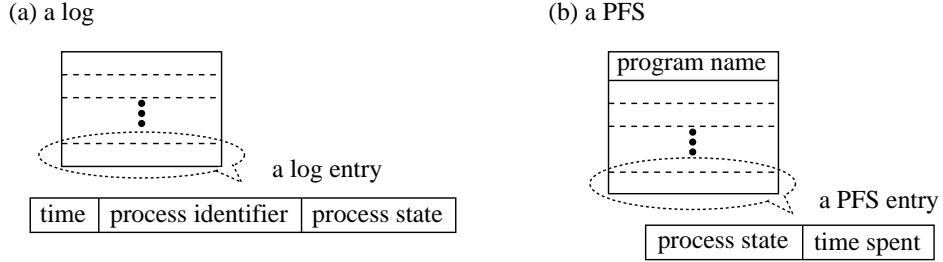 (a) a log
(b) a PFS
program name
a log entry
time process identifier process state
a PFS entry
process state time spent